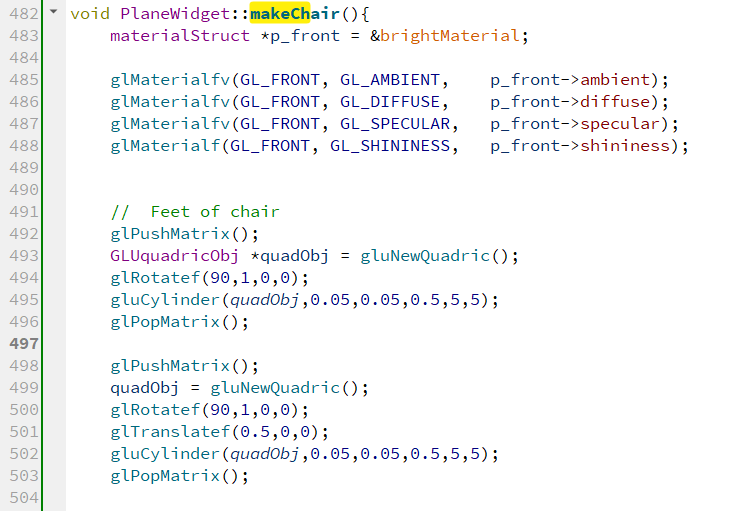 482 void PlaneWidget::makeChair(){
483 materialStruct *p_front = &brightMaterial;
484
485 glMaterialfv(GL_FRONT, GL_AMBIENT,    p_front->ambient);
486 glMaterialfv(GL_FRONT, GL_DIFFUSE,    p_front->diffuse);
487 glMaterialfv(GL_FRONT, GL_SPECULAR,   p_front->specular);
488 glMaterialf(GL_FRONT, GL_SHININESS,   p_front->shininess);
489
490
491 //  Feet of chair
492 glPushMatrix();
493 GLUquadricObj *quadObj = gluNewQuadric();
494 glRotatef(90,1,0,0);
495 gluCylinder(quadObj,0.05,0.05,0.5,5,5);
496 glPopMatrix();
497
498 glPushMatrix();
499 quadObj = gluNewQuadric();
500 glRotatef(90,1,0,0);
501 glTranslatef(0.5,0,0);
502 gluCylinder(quadObj,0.05,0.05,0.5,5,5);
503 glPopMatrix();
504